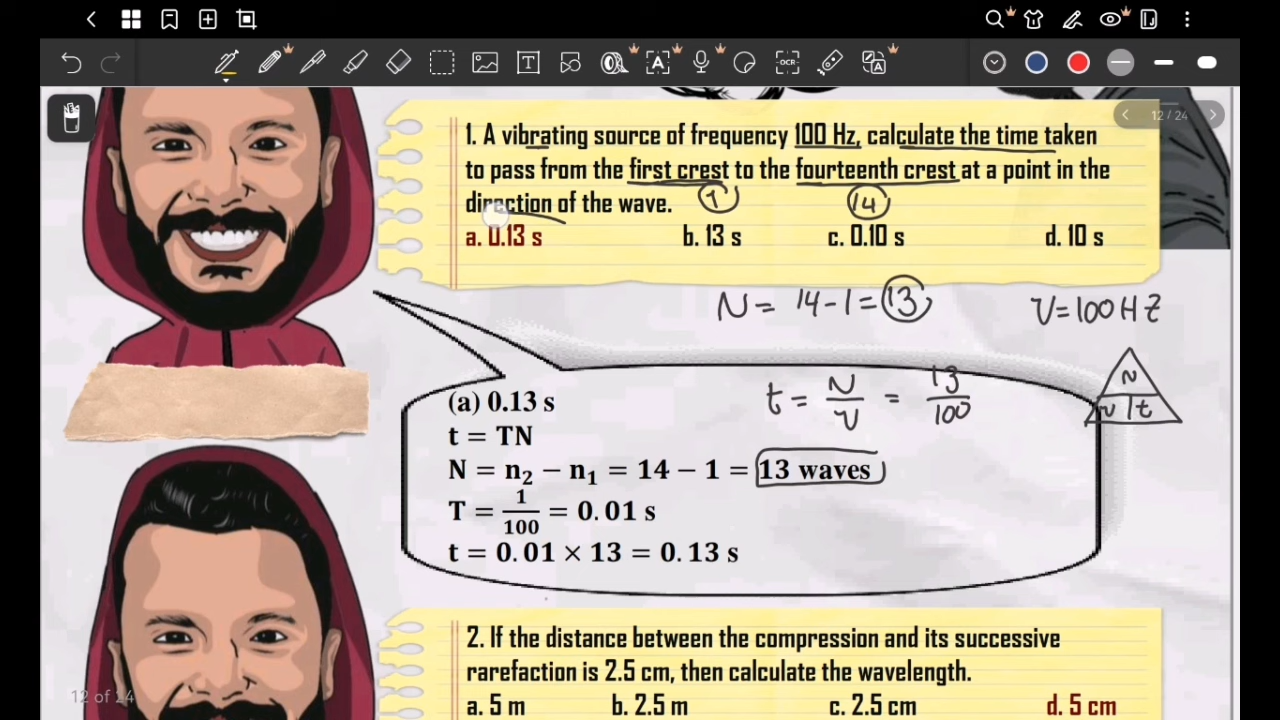 OCR
A
A
12 / 24
1. A vibrating source of frequency 100 Hz, calculate the time taken
to pass from the first crest to the fourteenth crest at a point in the
direction of the wave.
1
14
a. 0.13 s b. 13 s c. 0.10 s d. 10 s
N = 14 - 1 = 13
V = 100 HZ
(a) 0.13 s
t = N/V = 13/100
N
V t
t = TN
N = n₂ − n₁ = 14 − 1 = 13 waves
T = 1/100 = 0.01 s
t = 0.01 × 13 = 0.13 s
2. If the distance between the compression and its successive
rarefaction is 2.5 cm, then calculate the wavelength.
a. 5 m b. 2.5 m c. 2.5 cm d. 5 cm
12 of 24